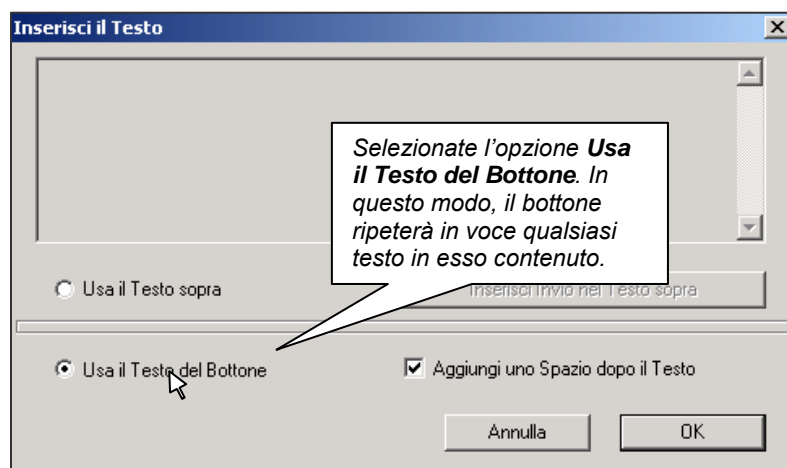 Inserisci il Testo
Selezionate l'opzione Usa
il Testo del Bottone. In
questo modo, il bottone
ripeterà in voce qualsiasi
testo in esso contenuto.
Usa il Testo sopra
Inserisci Invio nel Testo sopra
Usa il Testo del Bottone
Aggiungi uno Spazio dopo il Testo
Annulla
OK